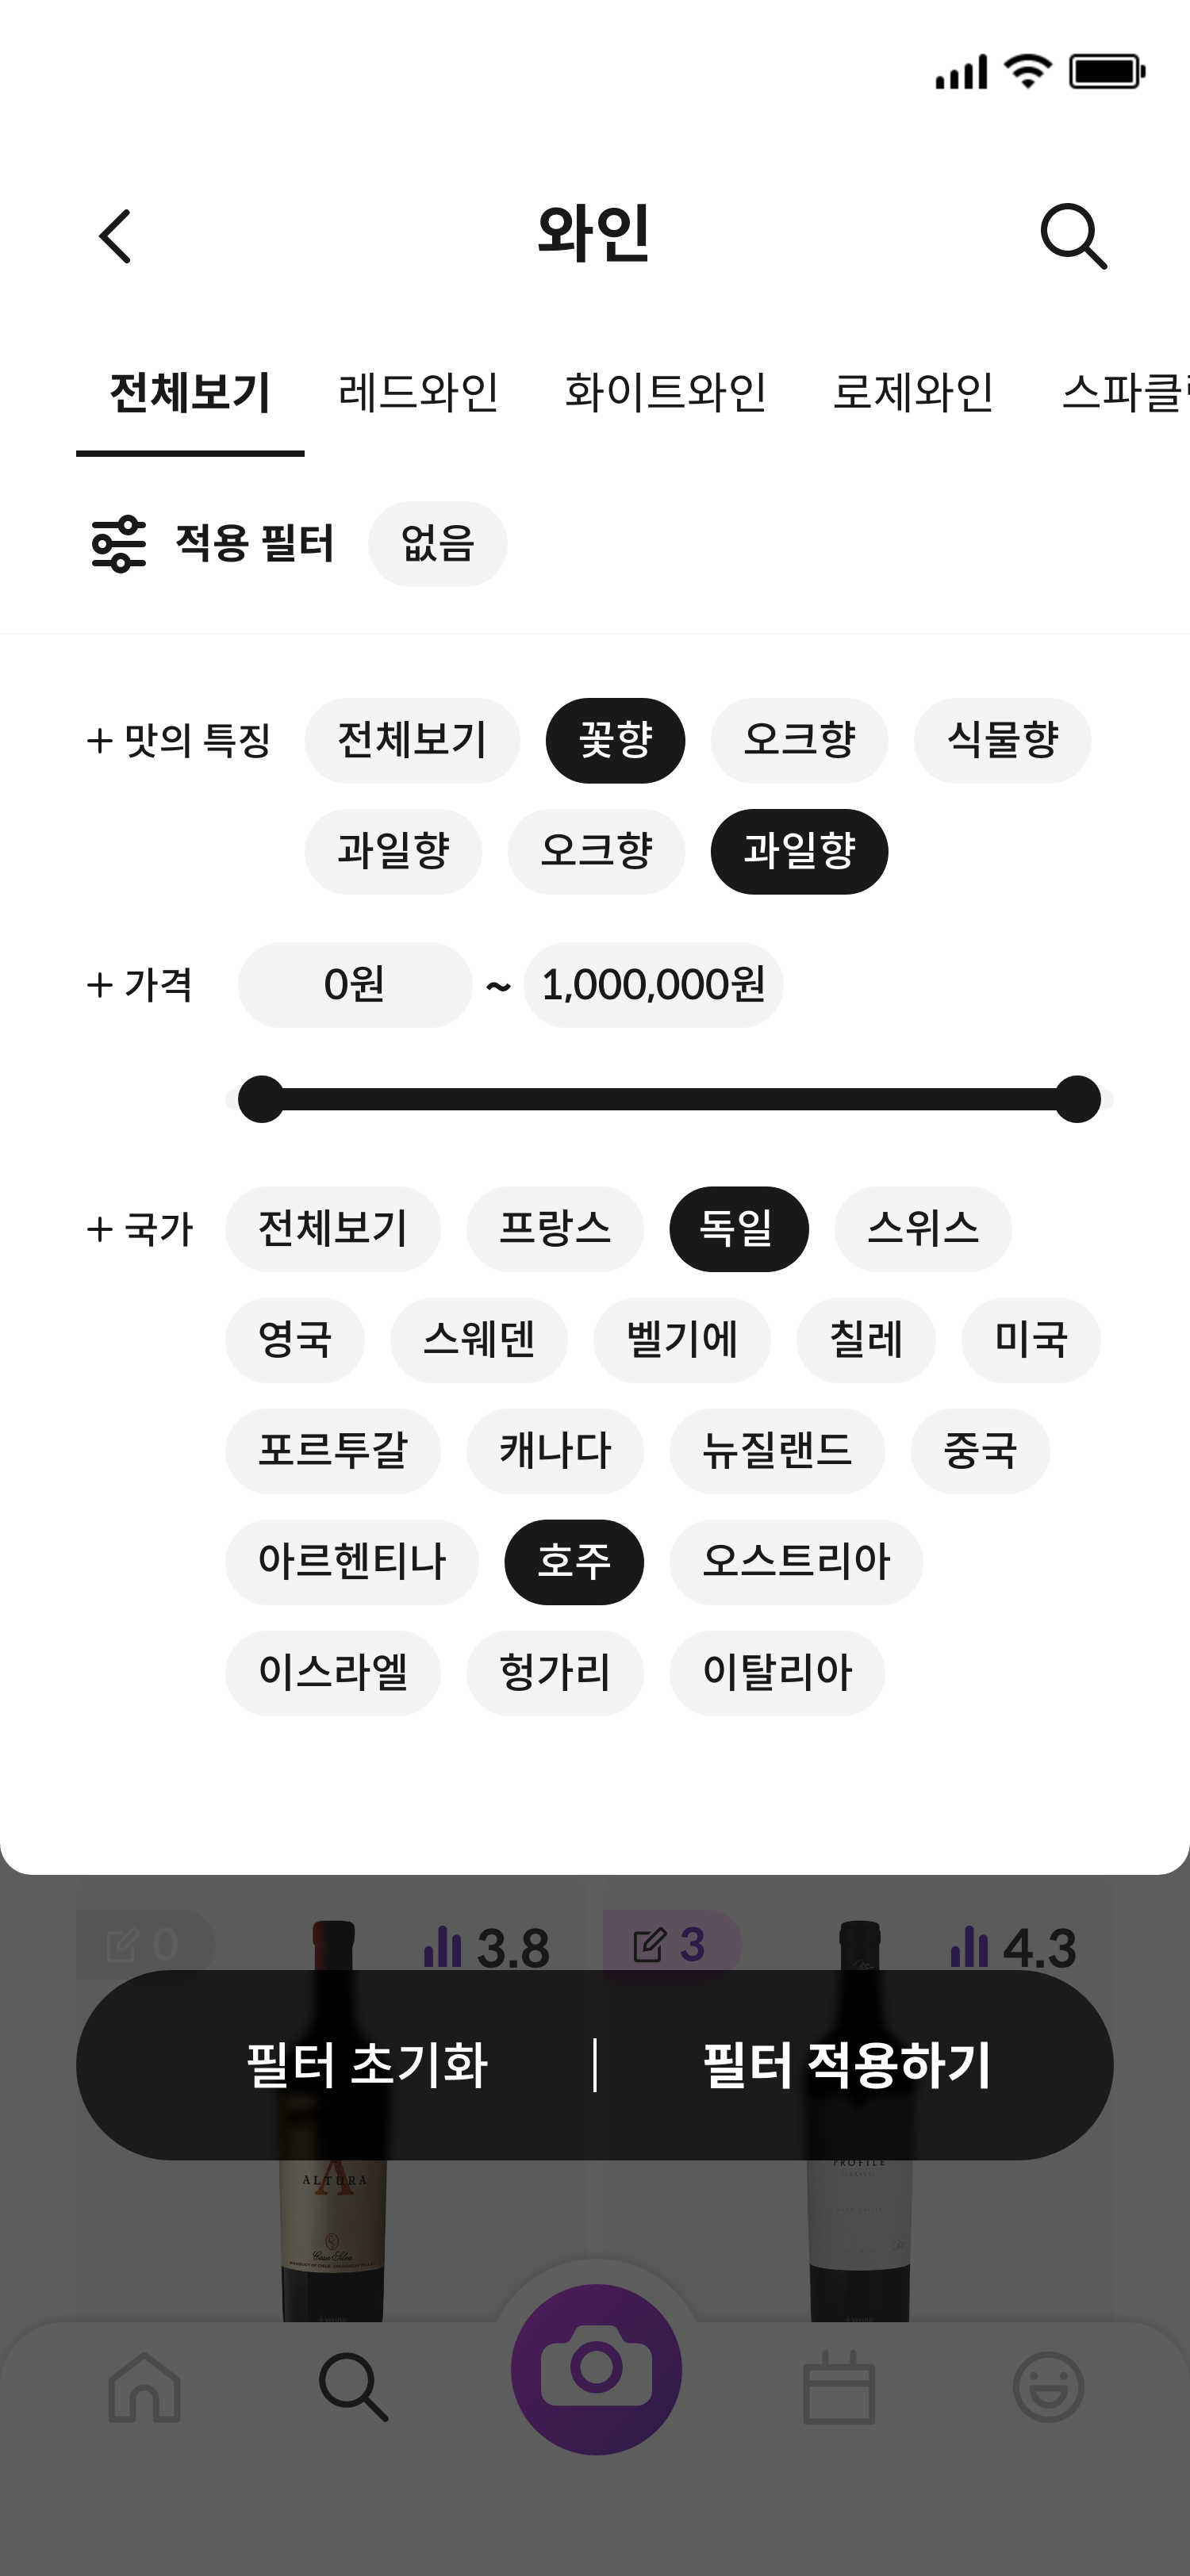 와인
전체보기 레드와인 화이트와인 로제와인 스파클
적용 필터 없음
+ 맛의 특징 전체보기 꽃향 오크향 식물향
과일향 오크향 과일향
+ 가격 0원 ~ 1,000,000원
+ 국가 전체보기 프랑스 독일 스위스
영국 스웨덴 벨기에 칠레 미국
포르투갈 캐나다 뉴질랜드 중국
아르헨티나 호주 오스트리아
이스라엘 헝가리 이탈리아
0 3.8 3 4.3
필터 초기화 | 필터 적용하기
ALTURA
PROFILE
Casa Silva